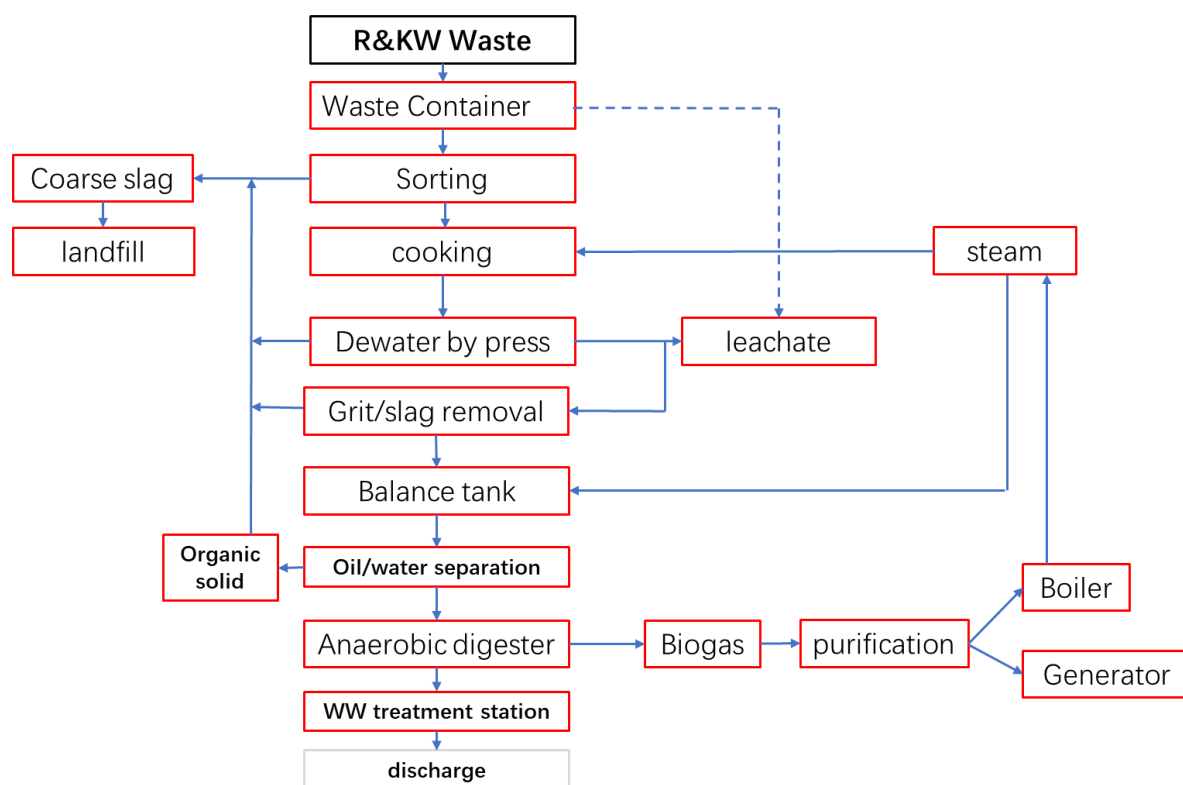 R&KW Waste
Waste Container
Coarse slag
Sorting
landfill
cooking
steam
Dewater by press
leachate
Grit/slag removal
Balance tank
Organic
solid
Oil/water separation
Boiler
Anaerobic digester
Biogas
purification
Generator
WW treatment station
discharge